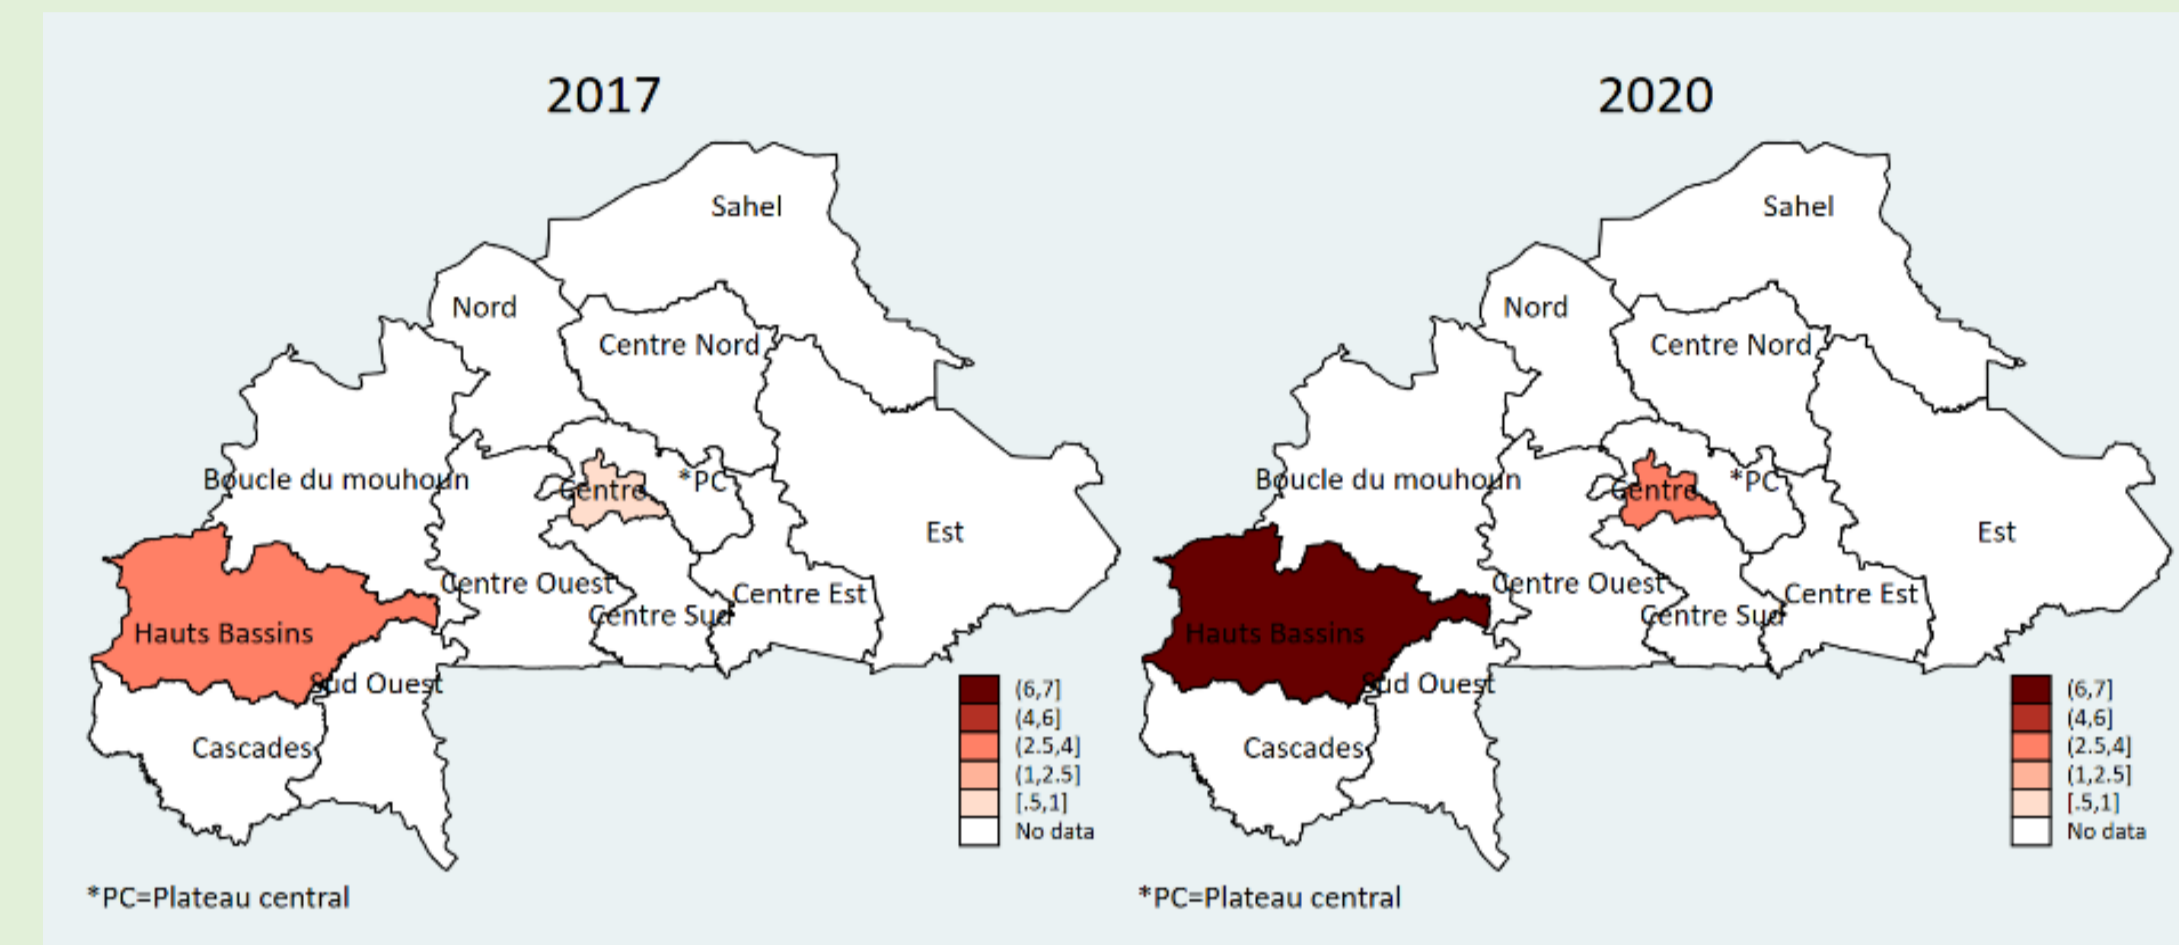 2017
Sahel
Nord
Centre Nord
Boucle du mouhoun
Centre
*PC
Est
Centre Ouest
Centre Est
Centre Sud
Hauts Bassins
Sud Ouest
Cascades
(6,7]
(4,6]
(2.5,4]
(1,2.5]
[.5,1]
No data
*PC=Plateau central
2020
Sahel
Nord
Centre Nord
Boucle du mouhoun
Centre
*PC
Est
Centre Ouest
Centre Est
Centre Sud
Hauts Bassins
Sud Ouest
Cascades
(6,7]
(4,6]
(2.5,4]
(1,2.5]
[.5,1]
No data
*PC=Plateau central